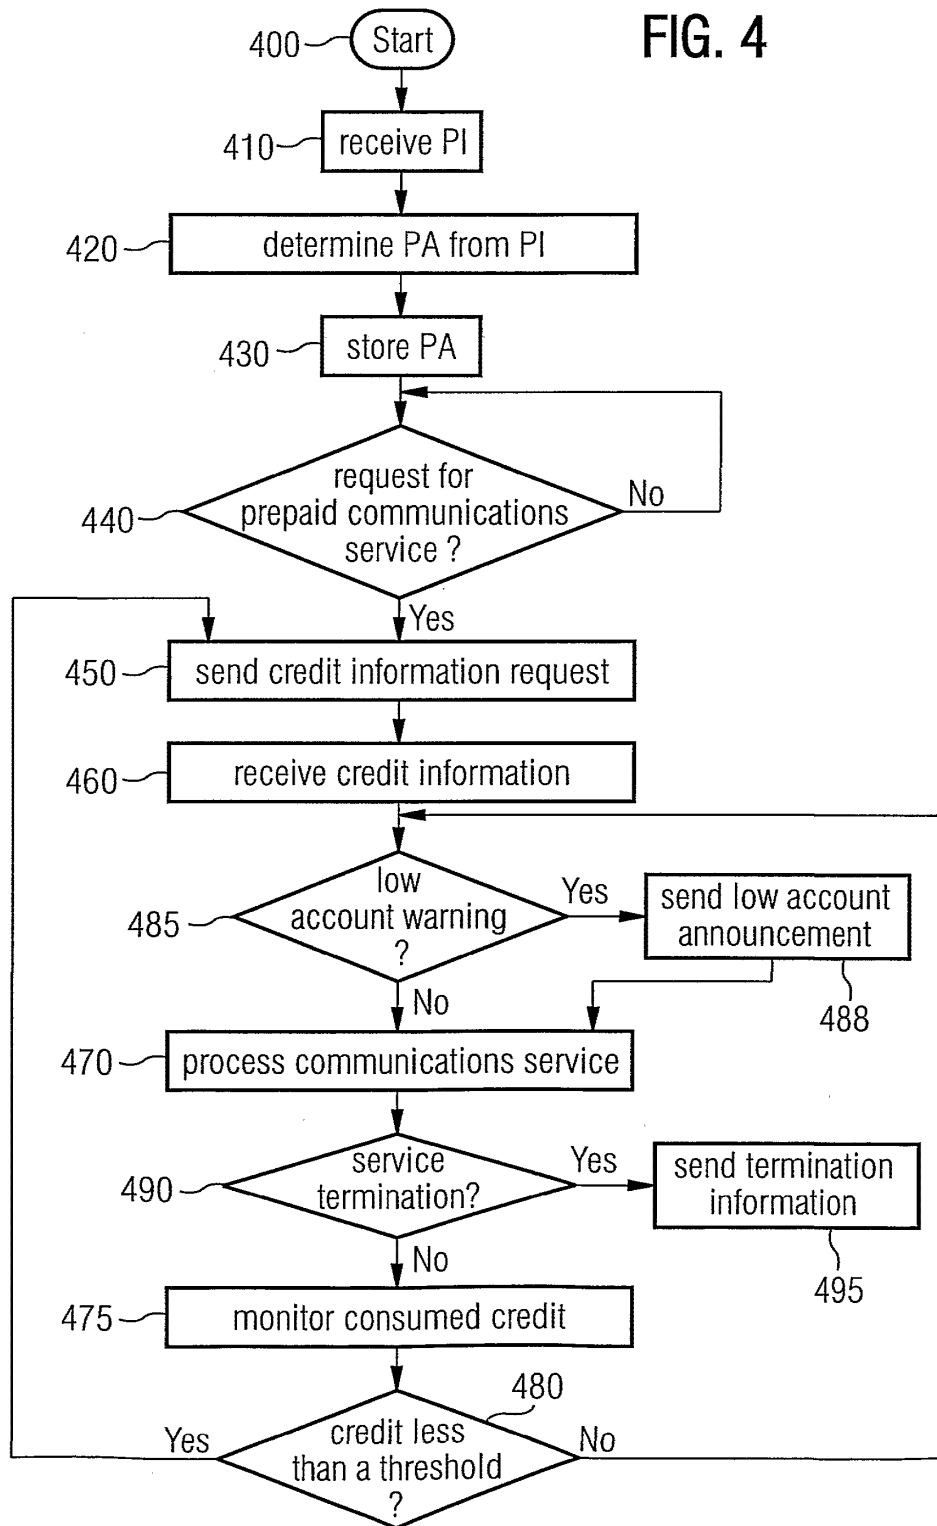 FIG. 4
400
Start
410
receive PI
420
determine PA from PI
430
store PA
440
request for
prepaid communications
service ?
No
Yes
450
send credit information request
460
receive credit information
485
low
account warning
?
Yes
send low account
announcement
488
No
470
process communications service
490
service
termination?
Yes
send termination
information
495
No
475
monitor consumed credit
480
Yes
credit less
than a threshold
?
No